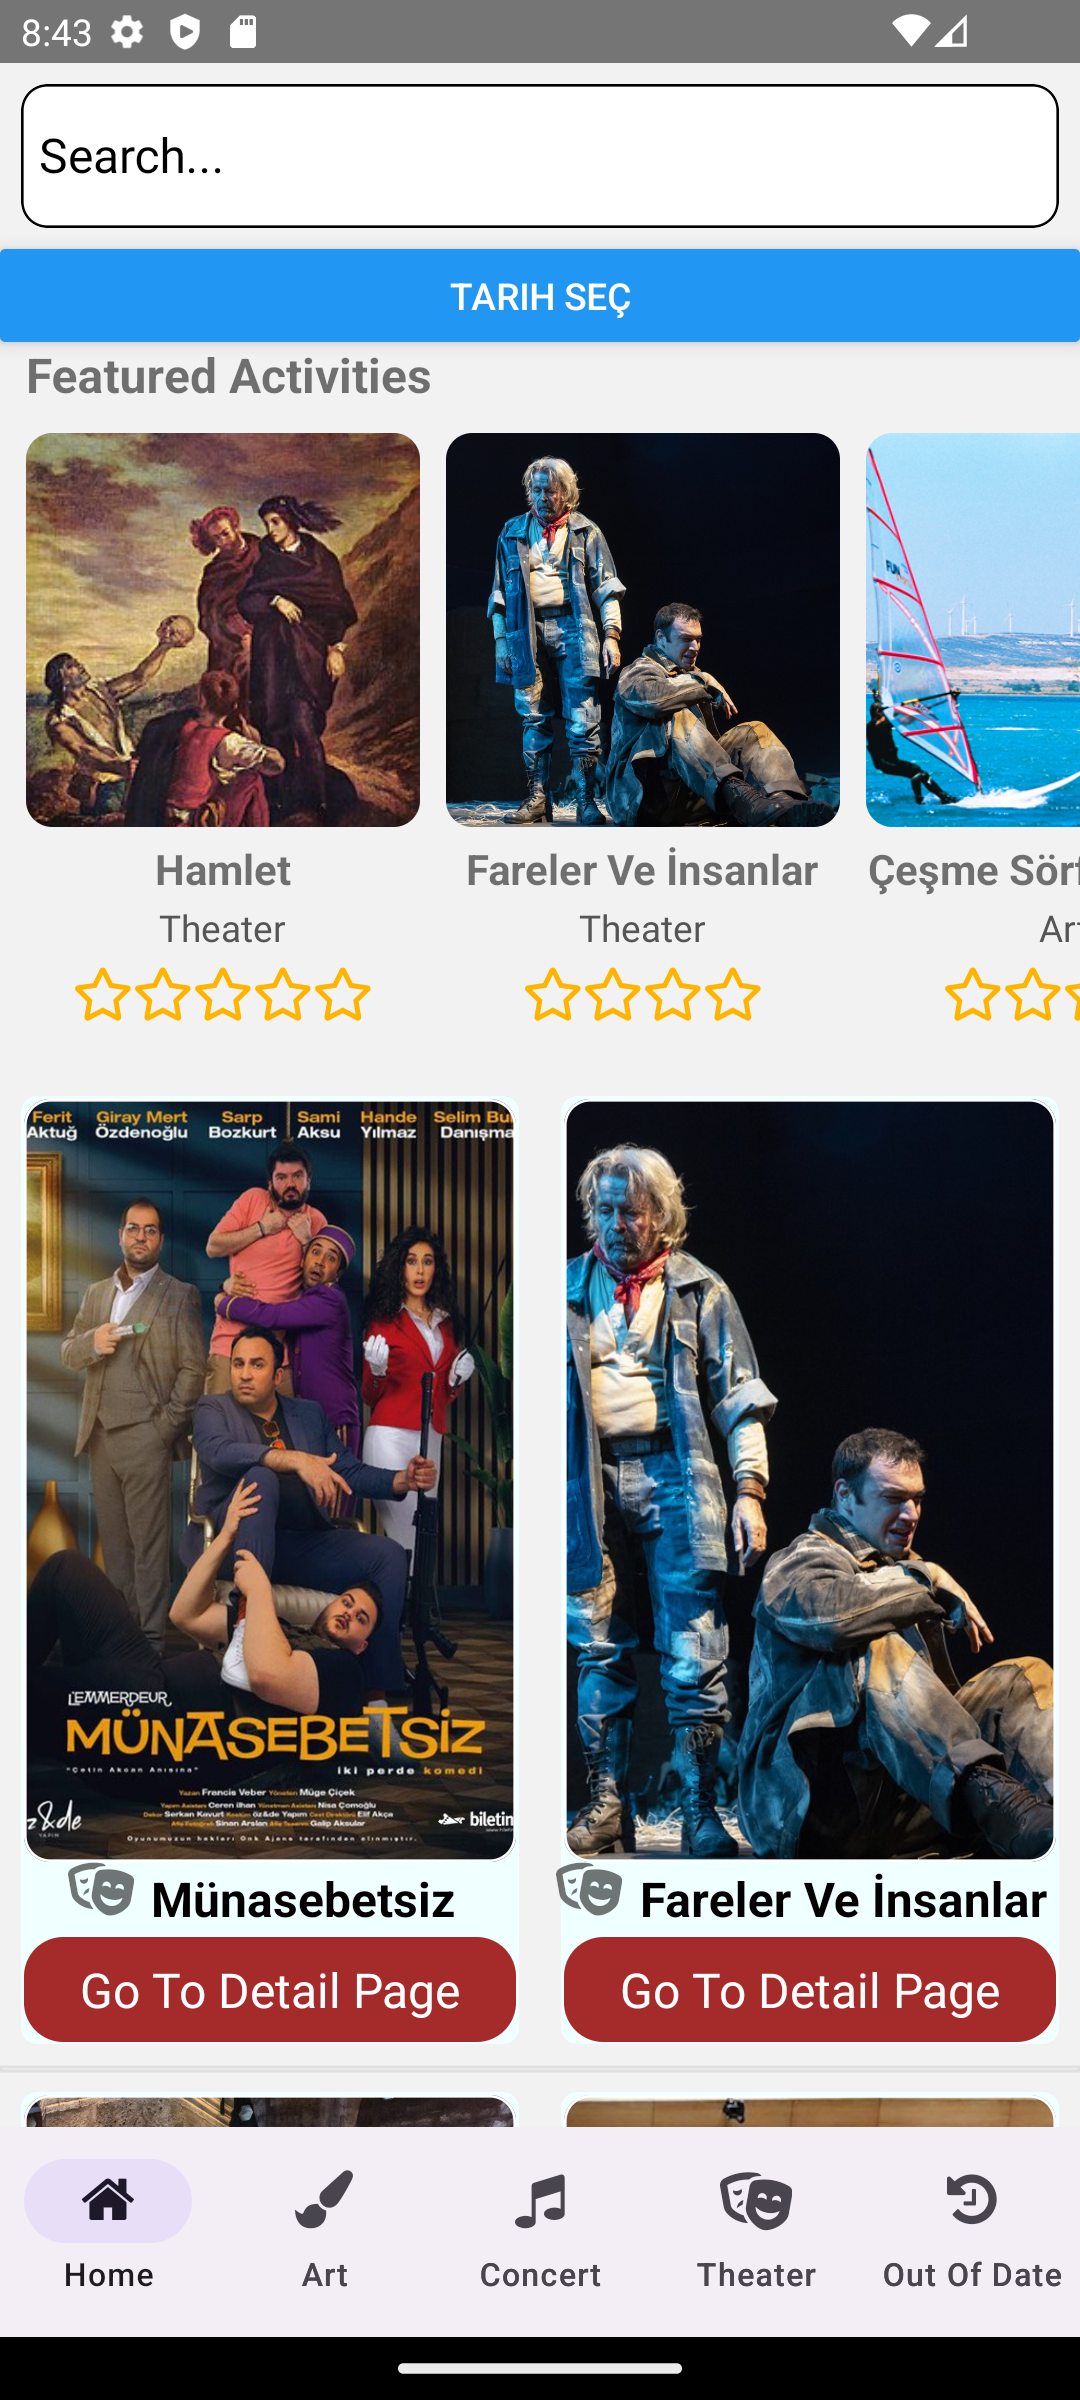 8:43
Search...
TARIH SEÇ
Featured Activities
Hamlet
Theater
Fareler Ve İnsanlar
Theater
Çeşme Sörf
Art
Ferit Aktuğ
Giray Mert Özdenoğlu
Sarp Bozkurt
Sami Aksu
Hande Yılmaz
Selim Bu
Danışma
L'EMMERDEUR
MÜNASEBETSİZ
"Çetin Akcan Anısına"
iki perde komedi
Yazan Francis Veber Yöneten Müge Çiçek
z&de
YAPIM
biletin
Münasebetsiz
Go To Detail Page
Fareler Ve İnsanlar
Go To Detail Page
Home
Art
Concert
Theater
Out Of Date